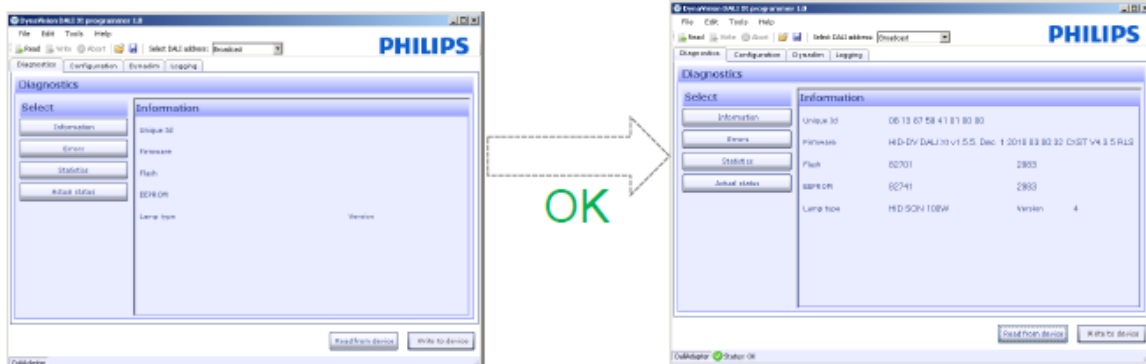 DynaVision DALI Xt programmer 1.0
File Edit Tools Help
Read Write Abort Select DALI address: Broadcast
PHILIPS
Diagnostics Configuration Dynadim Logging
Diagnostics
Select
Information
Information
Unique Id
Errors
Firmware
Statistics
Flash
Actual status
EEPROM
Lamp type Version
Read from device Write to device
DaliAdaptor
OK
DynaVision DALI Xt programmer 1.0
File Edit Tools Help
Read Write Abort Select DALI address: Broadcast
PHILIPS
Diagnostics Configuration Dynadim Logging
Diagnostics
Select
Information
Information
Unique Id
Errors
Firmware
Statistics
Flash 82701 2983
Actual status
EEPROM 82741 2983
Lamp type HID SON 100W Version 4
Read from device Write to device
DaliAdaptor Status: OK